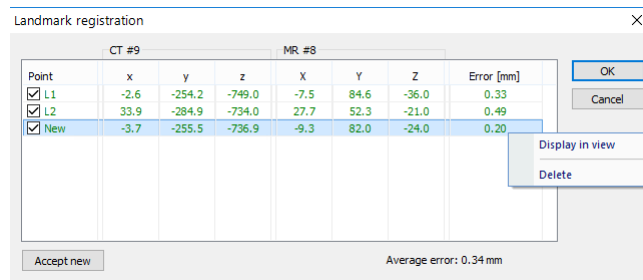 Landmark registration
CT #9 MR #8
Point x y z X Y Z Error [mm]
L1 -2.6 -254.2 -749.0 -7.5 84.6 -36.0 0.33
L2 33.9 -284.9 -734.0 27.7 52.3 -21.0 0.49
New -3.7 -255.5 -736.9 -9.3 82.0 -24.0 0.20
OK
Cancel
Display in view
Delete
Accept new
Average error: 0.34 mm